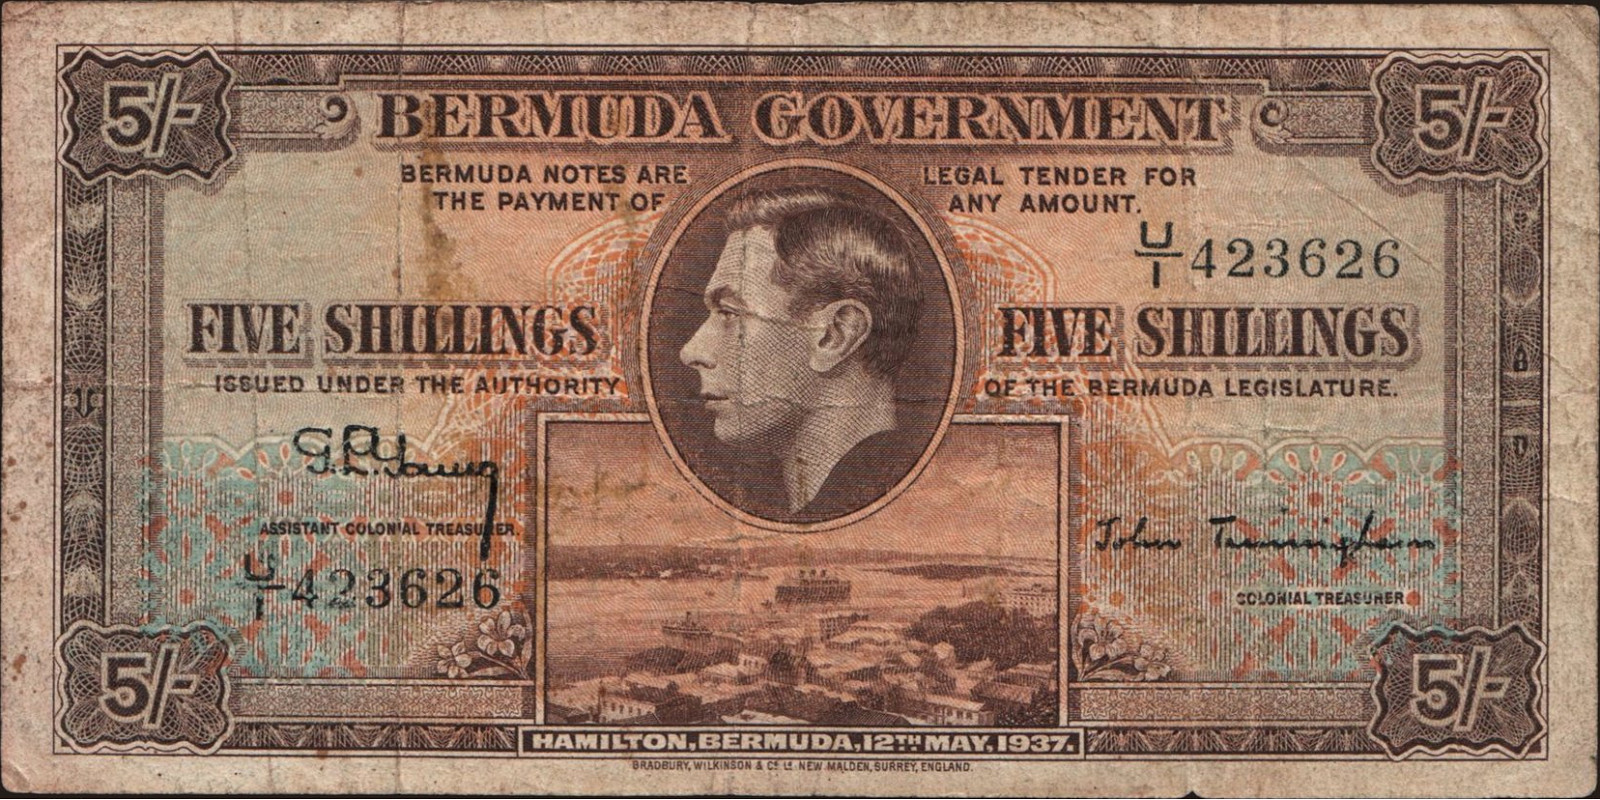 5/- 5/-
BERMUDA GOVERNMENT
BERMUDA NOTES ARE LEGAL TENDER FOR
THE PAYMENT OF ANY AMOUNT.
U/1 423626
FIVE SHILLINGS FIVE SHILLINGS
ISSUED UNDER THE AUTHORITY OF THE BERMUDA LEGISLATURE.
ASSISTANT COLONIAL TREASURER.
U/1 423626
John Trimingham
COLONIAL TREASURER
5/- 5/-
HAMILTON, BERMUDA, 12TH MAY, 1937.
BRADBURY, WILKINSON & Cº Lᵈ NEW MALDEN, SURREY, ENGLAND.